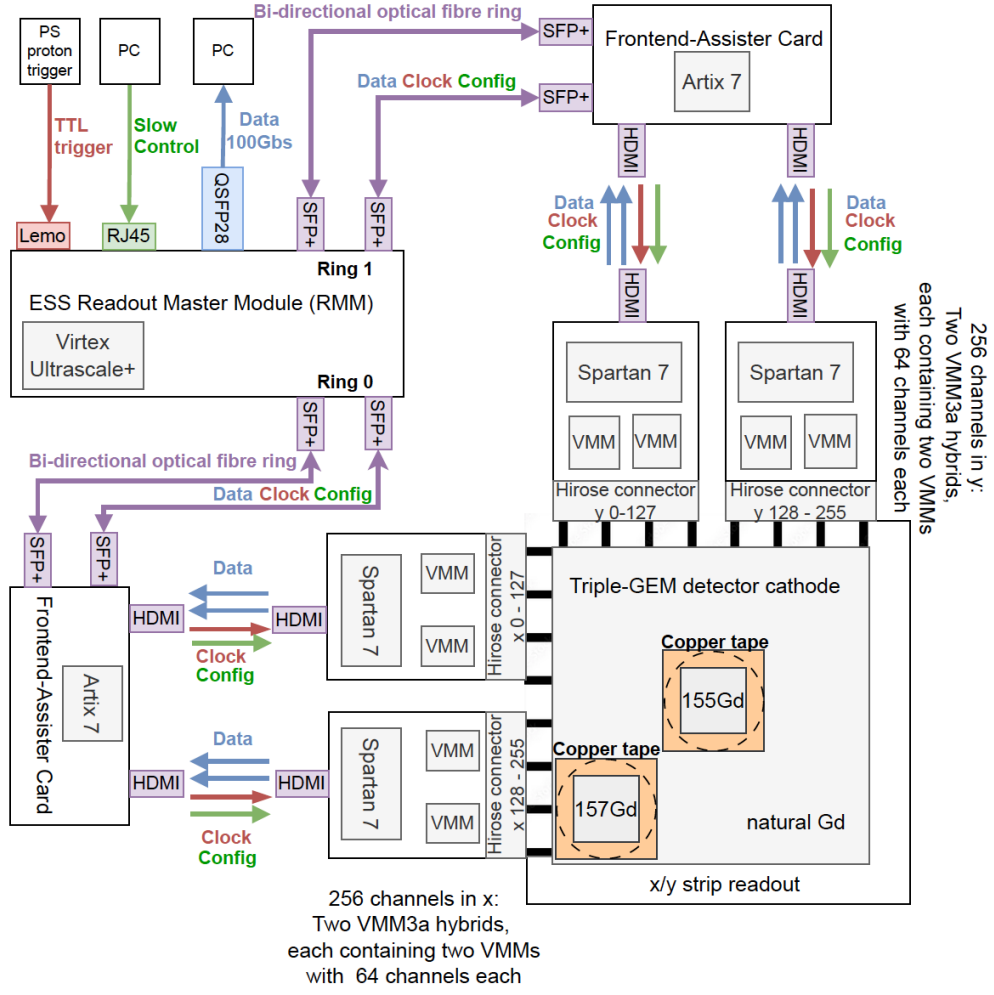 PS
proton
trigger
PC
PC
Bi-directional optical fibre ring
SFP+
Frontend-Assister Card
Artix 7
Data Clock Config
SFP+
TTL
trigger
Slow
Control
Data
100Gbs
QSFP28
Lemo
RJ45
SFP+
SFP+
HDMI
HDMI
Data
Clock
Config
Data
Clock
Config
HDMI
HDMI
Ring 1
ESS Readout Master Module (RMM)
Virtex
Ultrascale+
Ring 0
SFP+
SFP+
Spartan 7
VMM
VMM
Hirose connector
y 0-127
Spartan 7
VMM
VMM
Hirose connector
y 128 - 255
256 channels in y:
Two VMM3a hybrids,
each containing two VMMs
with 64 channels each
Bi-directional optical fibre ring
Data Clock Config
SFP+
SFP+
Frontend-Assister Card
Artix 7
HDMI
Data
Clock
Config
HDMI
Spartan 7
VMM
VMM
Hirose connector
x 0 - 127
HDMI
Data
Clock
Config
HDMI
Spartan 7
VMM
VMM
Hirose connector
x 128 - 255
Triple-GEM detector cathode
Copper tape
155Gd
Copper tape
157Gd
natural Gd
x/y strip readout
256 channels in x:
Two VMM3a hybrids,
each containing two VMMs
with 64 channels each